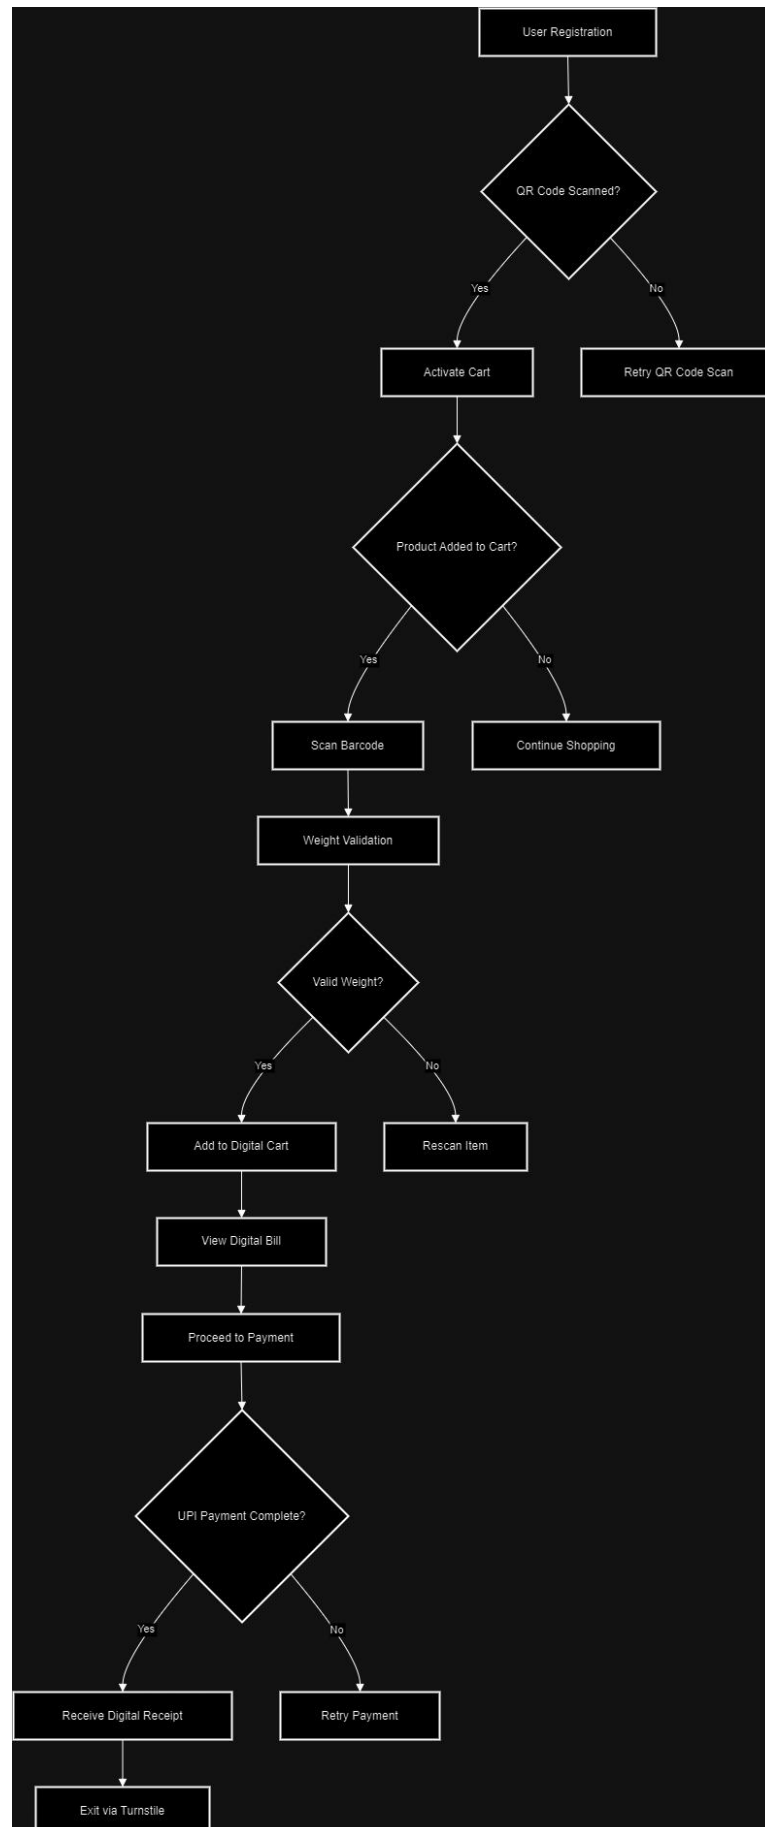 User Registration
QR Code Scanned?
Yes
No
Activate Cart
Retry QR Code Scan
Product Added to Cart?
Yes
No
Scan Barcode
Continue Shopping
Weight Validation
Valid Weight?
Yes
No
Add to Digital Cart
Rescan Item
View Digital Bill
Proceed to Payment
UPI Payment Complete?
Yes
No
Receive Digital Receipt
Retry Payment
Exit via Turnstile